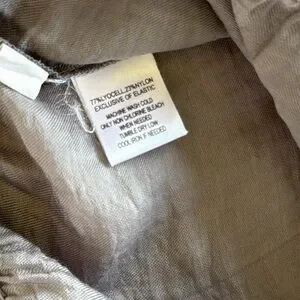 77%LYOCELL,23%NYLON
EXCLUSIVE OF ELASTIC
MACHINE WASH COLD
ONLY NON CHLORINE BLEACH
WHEN NEEDED
TUMBLE DRY LOW
COOL IRON IF NEEDED